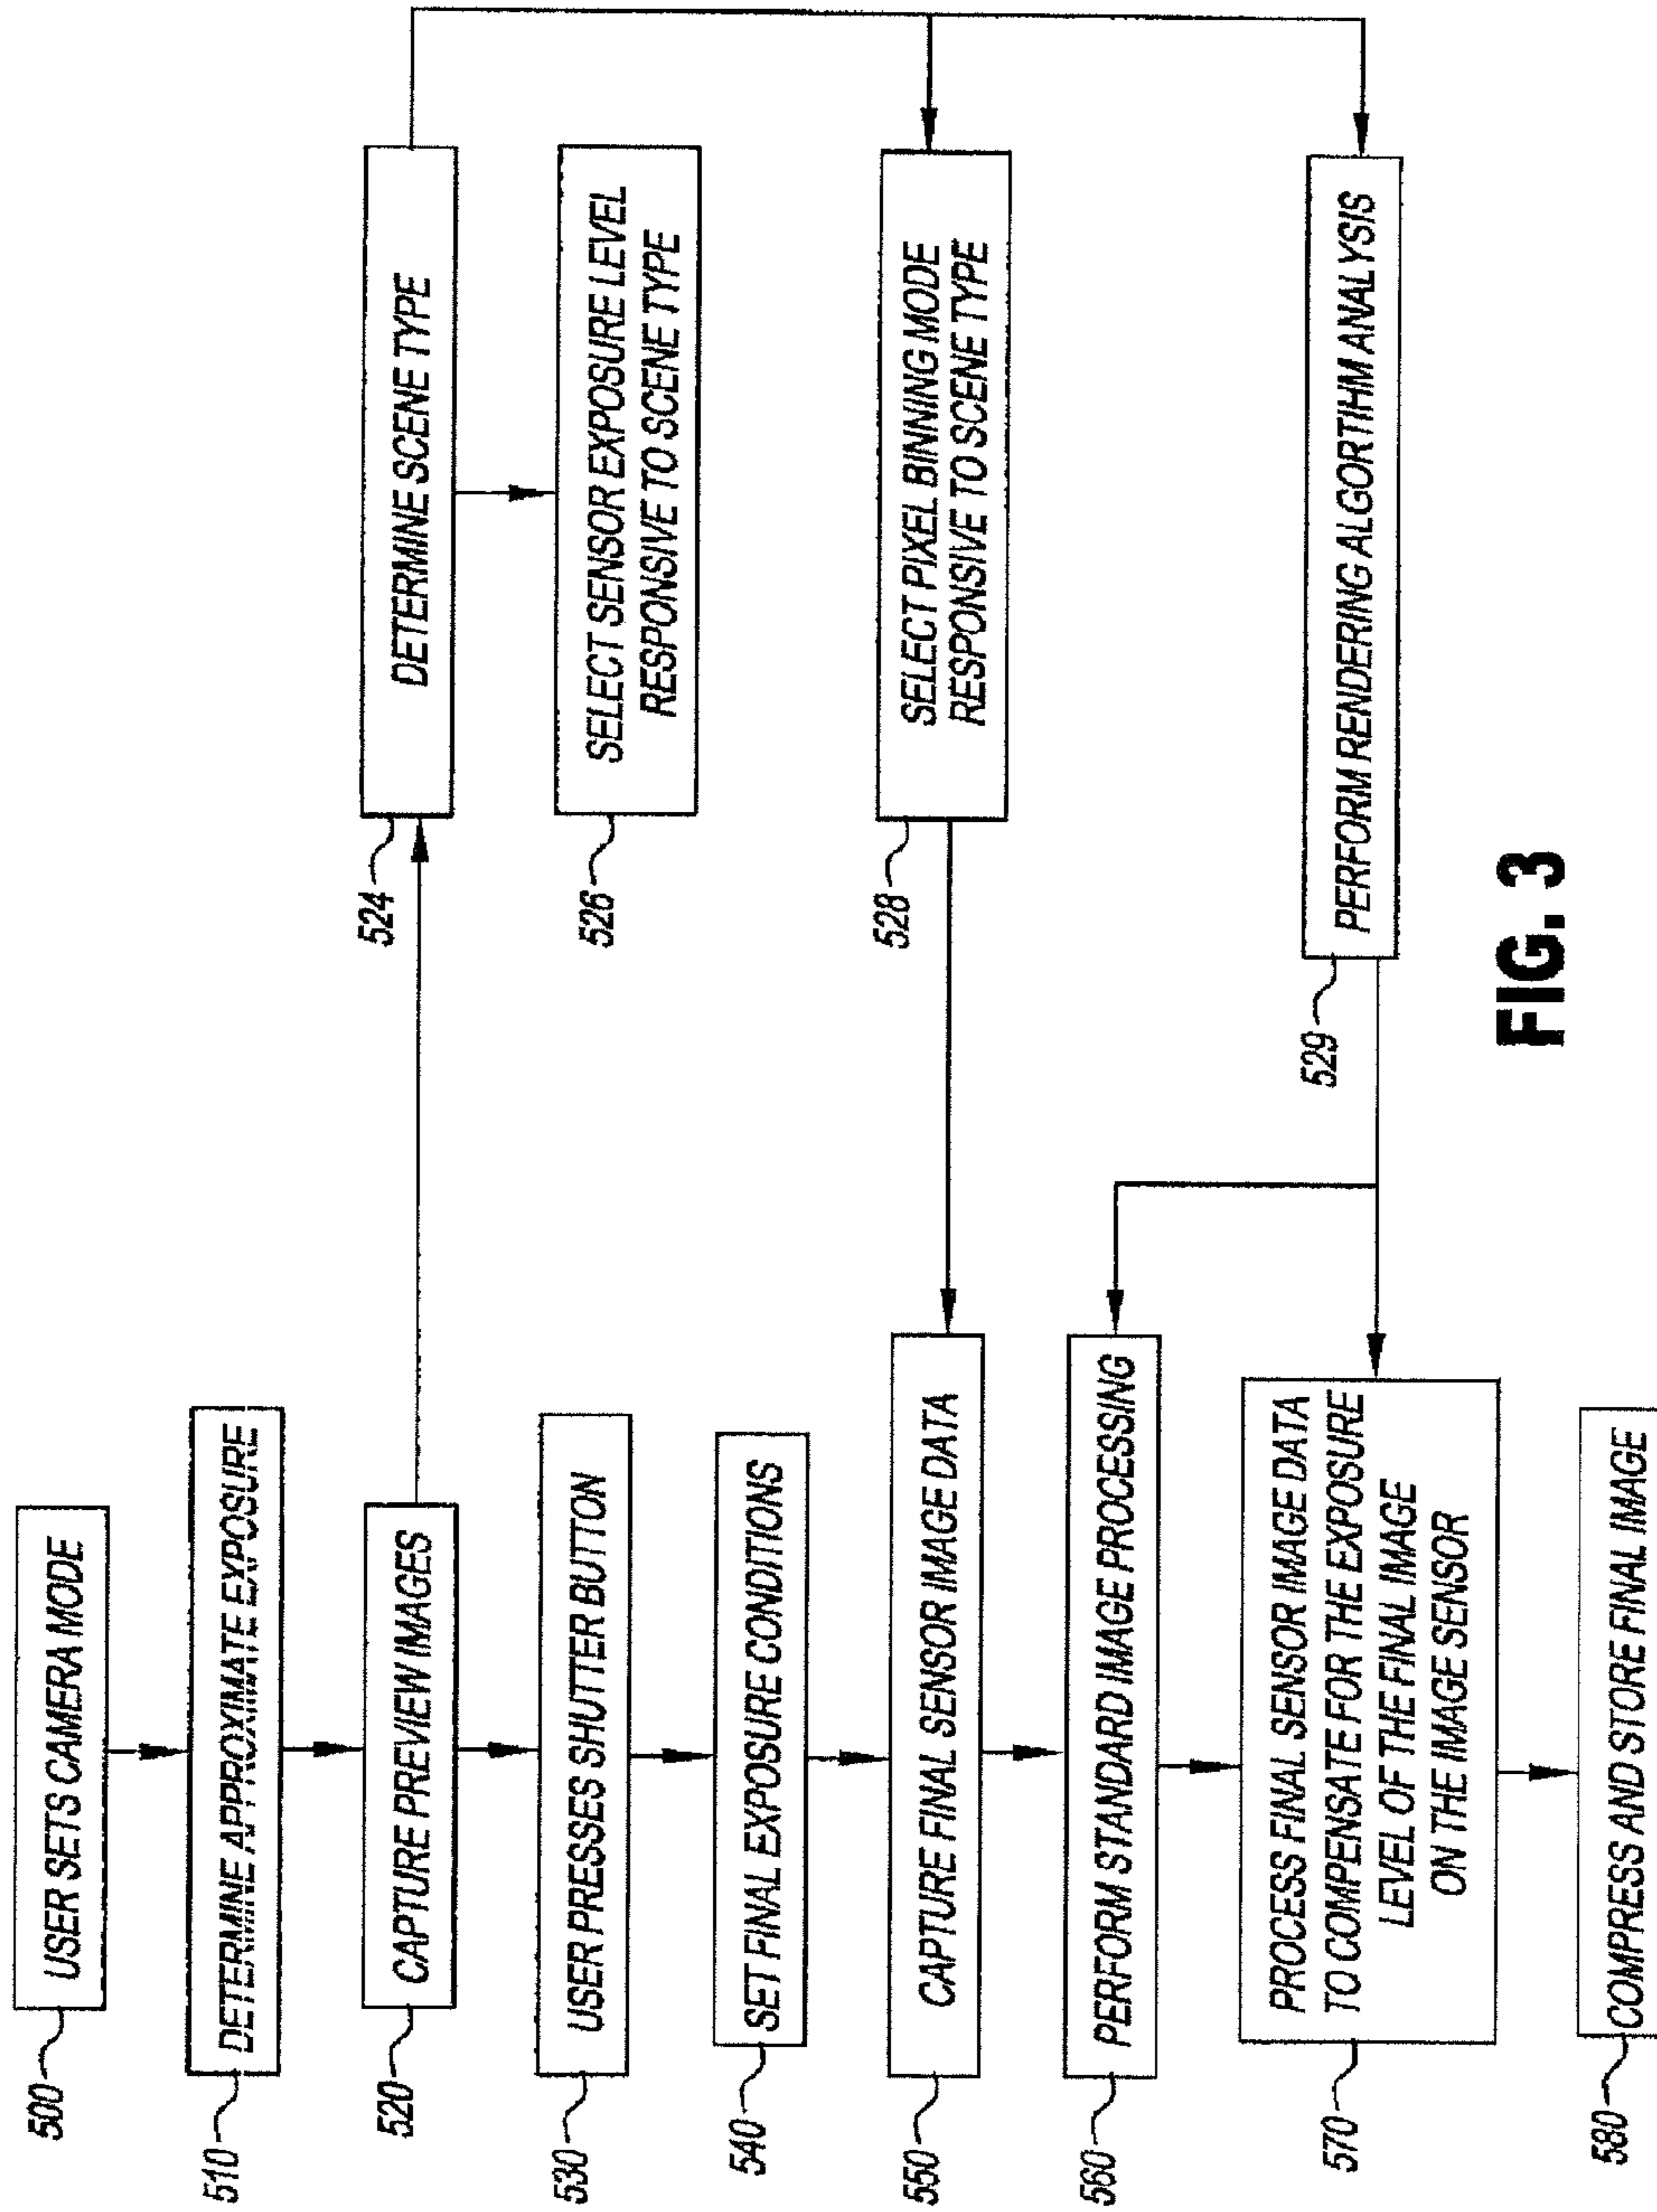 500
USER SETS CAMERA MODE
510
DETERMINE APPROXIMATE EXPOSURE
520
CAPTURE PREVIEW IMAGES
524
DETERMINE SCENE TYPE
526
SELECT SENSOR EXPOSURE LEVEL
RESPONSIVE TO SCENE TYPE
530
USER PRESSES SHUTTER BUTTON
540
SET FINAL EXPOSURE CONDITIONS
528
SELECT PIXEL BINNING MODE
RESPONSIVE TO SCENE TYPE
550
CAPTURE FINAL SENSOR IMAGE DATA
560
PERFORM STANDARD IMAGE PROCESSING
529
PERFORM RENDERING ALGORTIHM ANALYSIS
570
PROCESS FINAL SENSOR IMAGE DATA
TO COMPENSATE FOR THE EXPOSURE
LEVEL OF THE FINAL IMAGE
ON THE IMAGE SENSOR
580
COMPRESS AND STORE FINAL IMAGE
FIG. 3